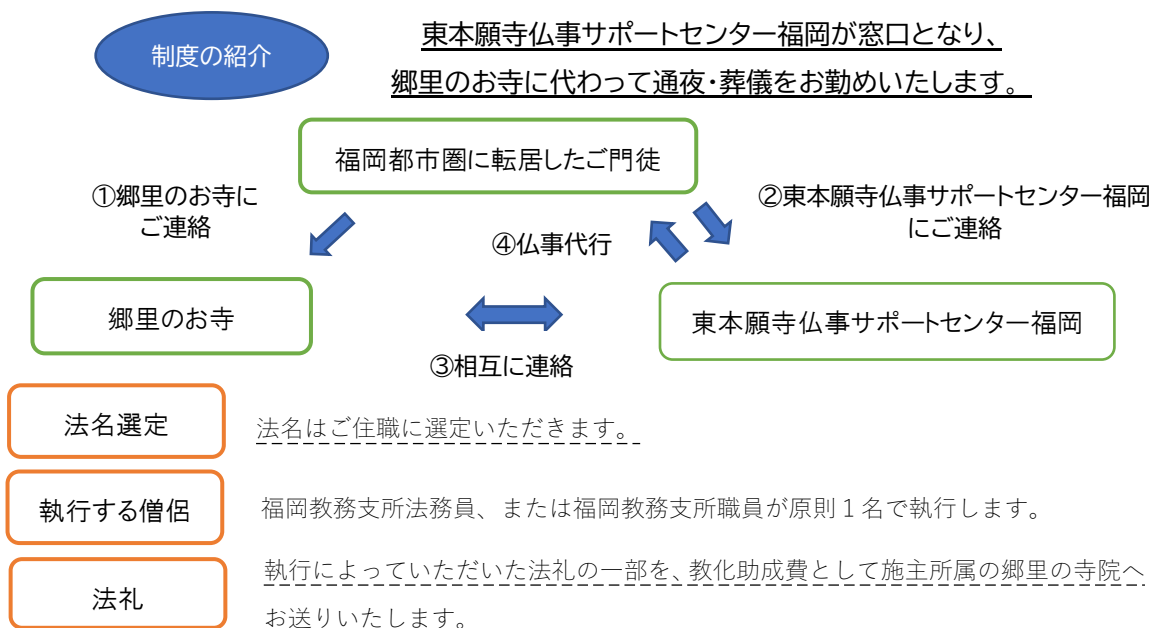 制度の紹介
東本願寺仏事サポートセンター福岡が窓口となり、
郷里のお寺に代わって通夜・葬儀をお勤めいたします。
福岡都市圏に転居したご門徒
①郷里のお寺に
ご連絡
②東本願寺仏事サポートセンター福岡
にご連絡
④仏事代行
郷里のお寺
東本願寺仏事サポートセンター福岡
③相互に連絡
法名選定
法名はご住職に選定いただきます。
執行する僧侶
福岡教務支所法務員、または福岡教務支所職員が原則1名で執行します。
法礼
執行によっていただいた法礼の一部を、教化助成費として施主所属の郷里の寺院へ
お送りいたします。